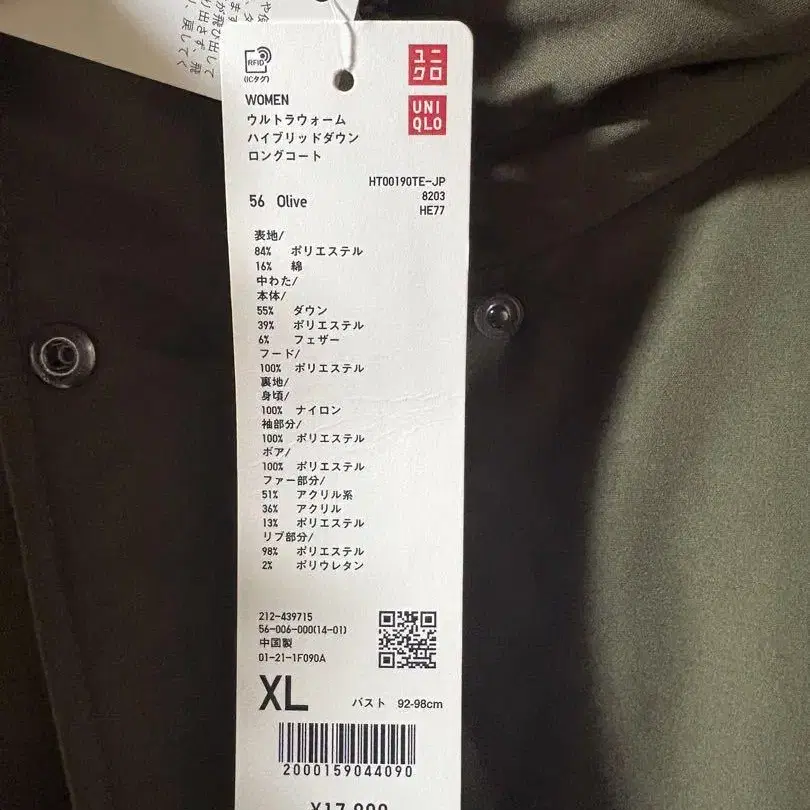 RFID
(ICタグ)
ユニ
クロ
UNI
QLO
WOMEN
ウルトラウォーム
ハイブリッドダウン
ロングコート
HT00190TE-JP
8203
HE77
56 Olive
表地/
84% ポリエステル
16% 綿
中わた/
本体/
55% ダウン
39% ポリエステル
6% フェザー
フード/
100% ポリエステル
裏地/
身頃/
100% ナイロン
袖部分/
100% ポリエステル
ボア/
100% ポリエステル
ファー部分/
51% アクリル系
36% アクリル
13% ポリエステル
リブ部分/
98% ポリエステル
2% ポリウレタン
212-439715
56-006-000(14-01)
中国製
01-21-1F090A
XL バスト 92-98cm
2000159044090